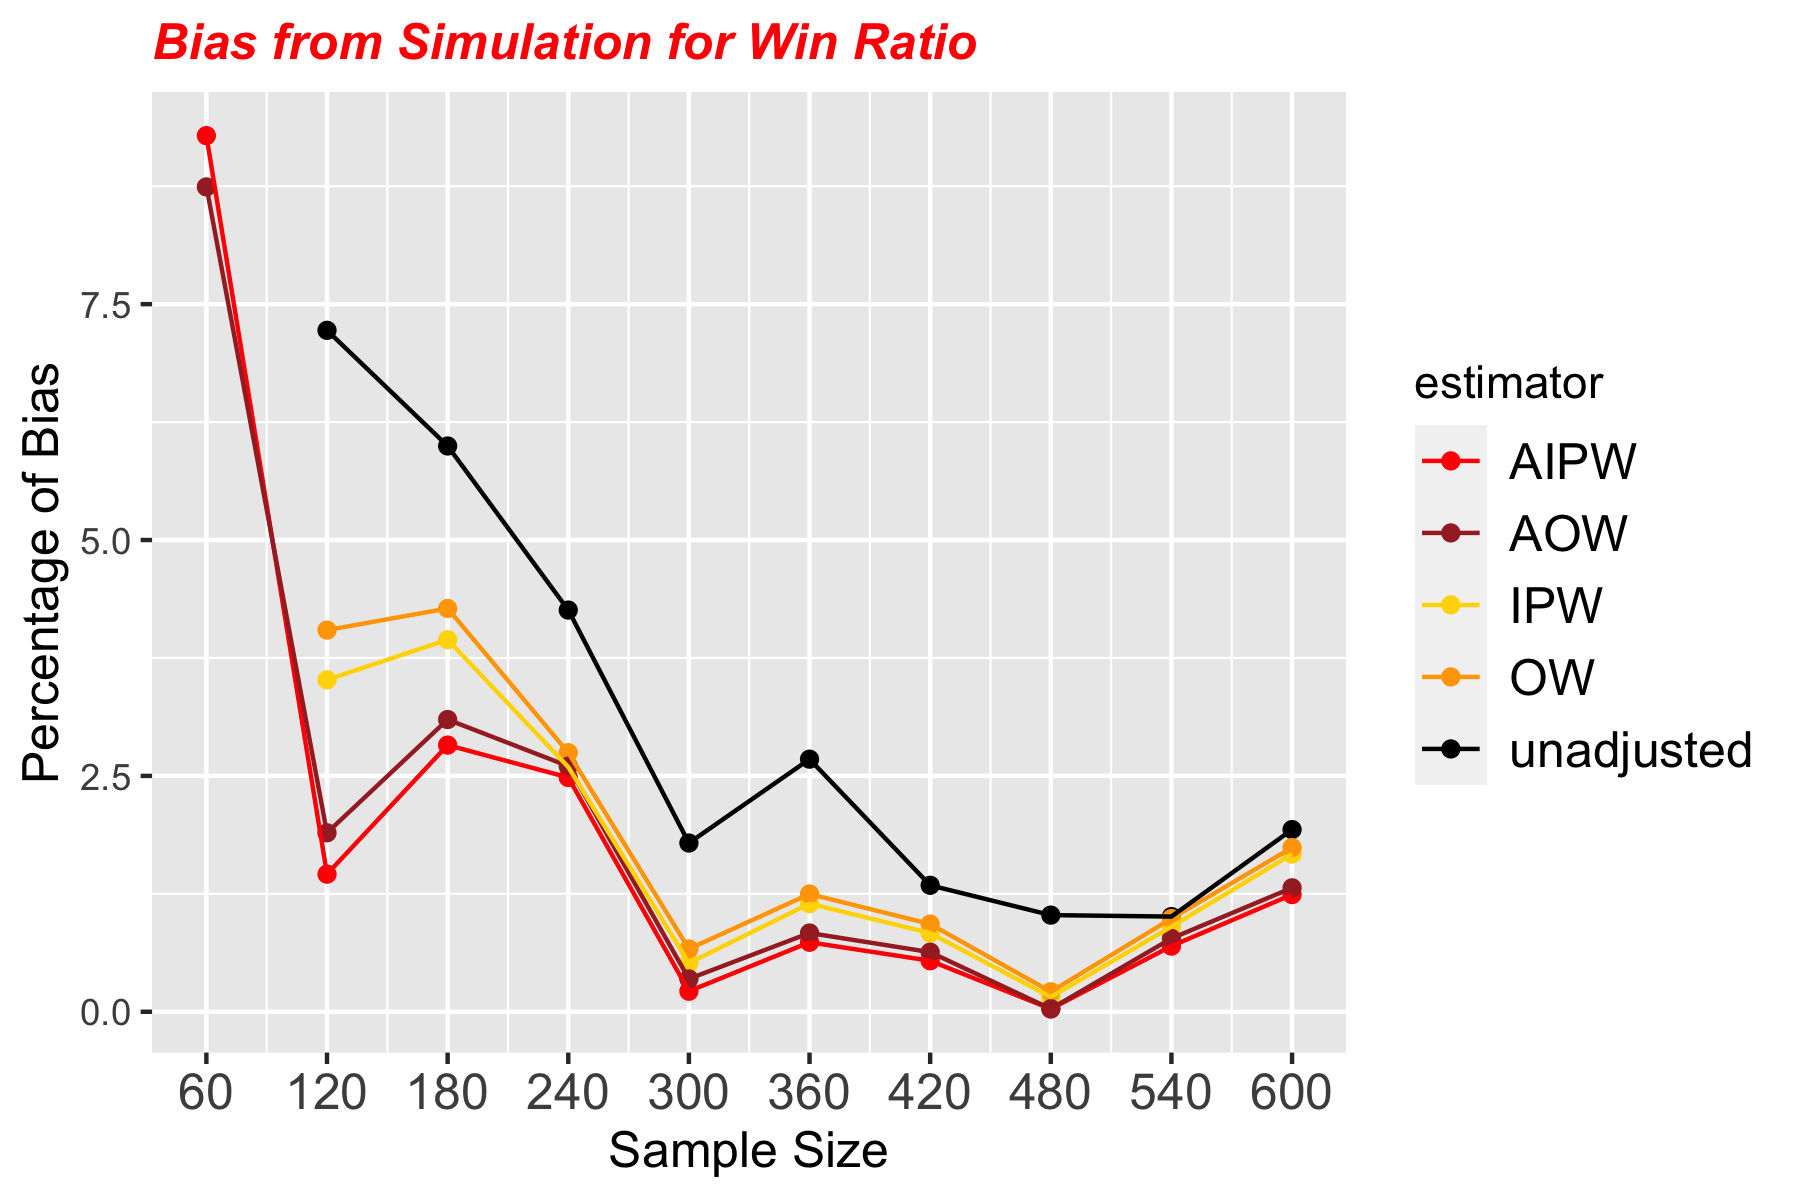 Bias from Simulation for Win Ratio
Percentage of Bias
7.5
5.0
2.5
0.0
60 120 180 240 300 360 420 480 540 600
Sample Size
estimator
AIPW
AOW
IPW
OW
unadjusted